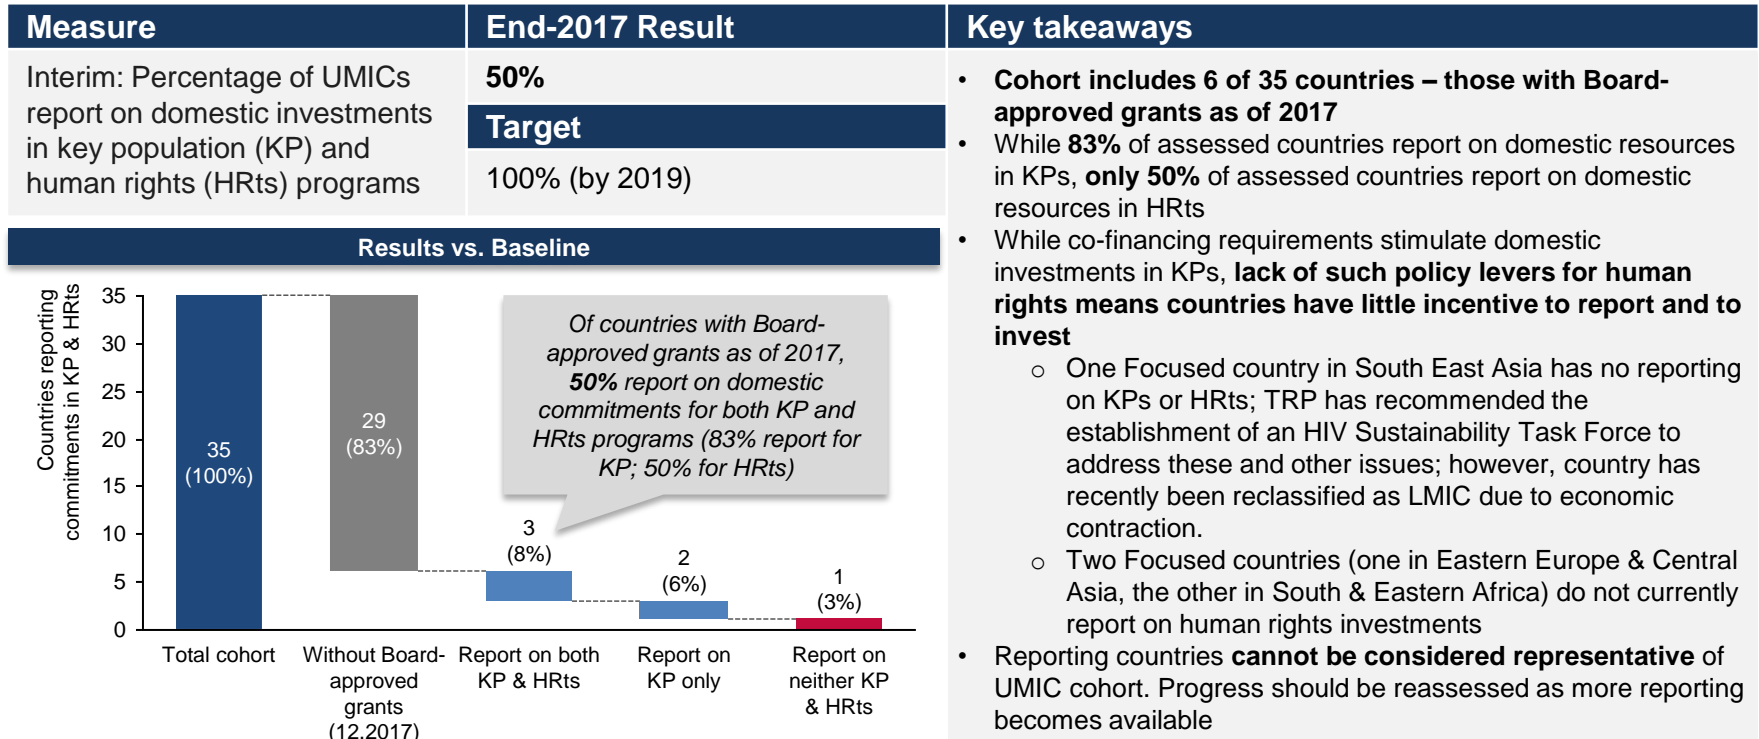 Measure
End-2017 Result
Interim: Percentage of UMICs
report on domestic investments
in key population (KP) and
human rights (HRts) programs
50%
Target
100% (by 2019)
Results vs. Baseline
Countries reporting
commitments in KP & HRts
35
30
25
20
15
10
5
0
35
(100%)
29
(83%)
3
(8%)
2
(6%)
1
(3%)
Of countries with Board-
approved grants as of 2017,
50% report on domestic
commitments for both KP and
HRts programs (83% report for
KP; 50% for HRts)
Total cohort
Without Board-
approved
grants
(12.2017)
Report on both
KP & HRts
Report on
KP only
Report on
neither KP
& HRts
Key takeaways
• Cohort includes 6 of 35 countries – those with Board-
approved grants as of 2017
• While 83% of assessed countries report on domestic resources
in KPs, only 50% of assessed countries report on domestic
resources in HRts
• While co-financing requirements stimulate domestic
investments in KPs, lack of such policy levers for human
rights means countries have little incentive to report and to
invest
o One Focused country in South East Asia has no reporting
on KPs or HRts; TRP has recommended the
establishment of an HIV Sustainability Task Force to
address these and other issues; however, country has
recently been reclassified as LMIC due to economic
contraction.
o Two Focused countries (one in Eastern Europe & Central
Asia, the other in South & Eastern Africa) do not currently
report on human rights investments
• Reporting countries cannot be considered representative of
UMIC cohort. Progress should be reassessed as more reporting
becomes available